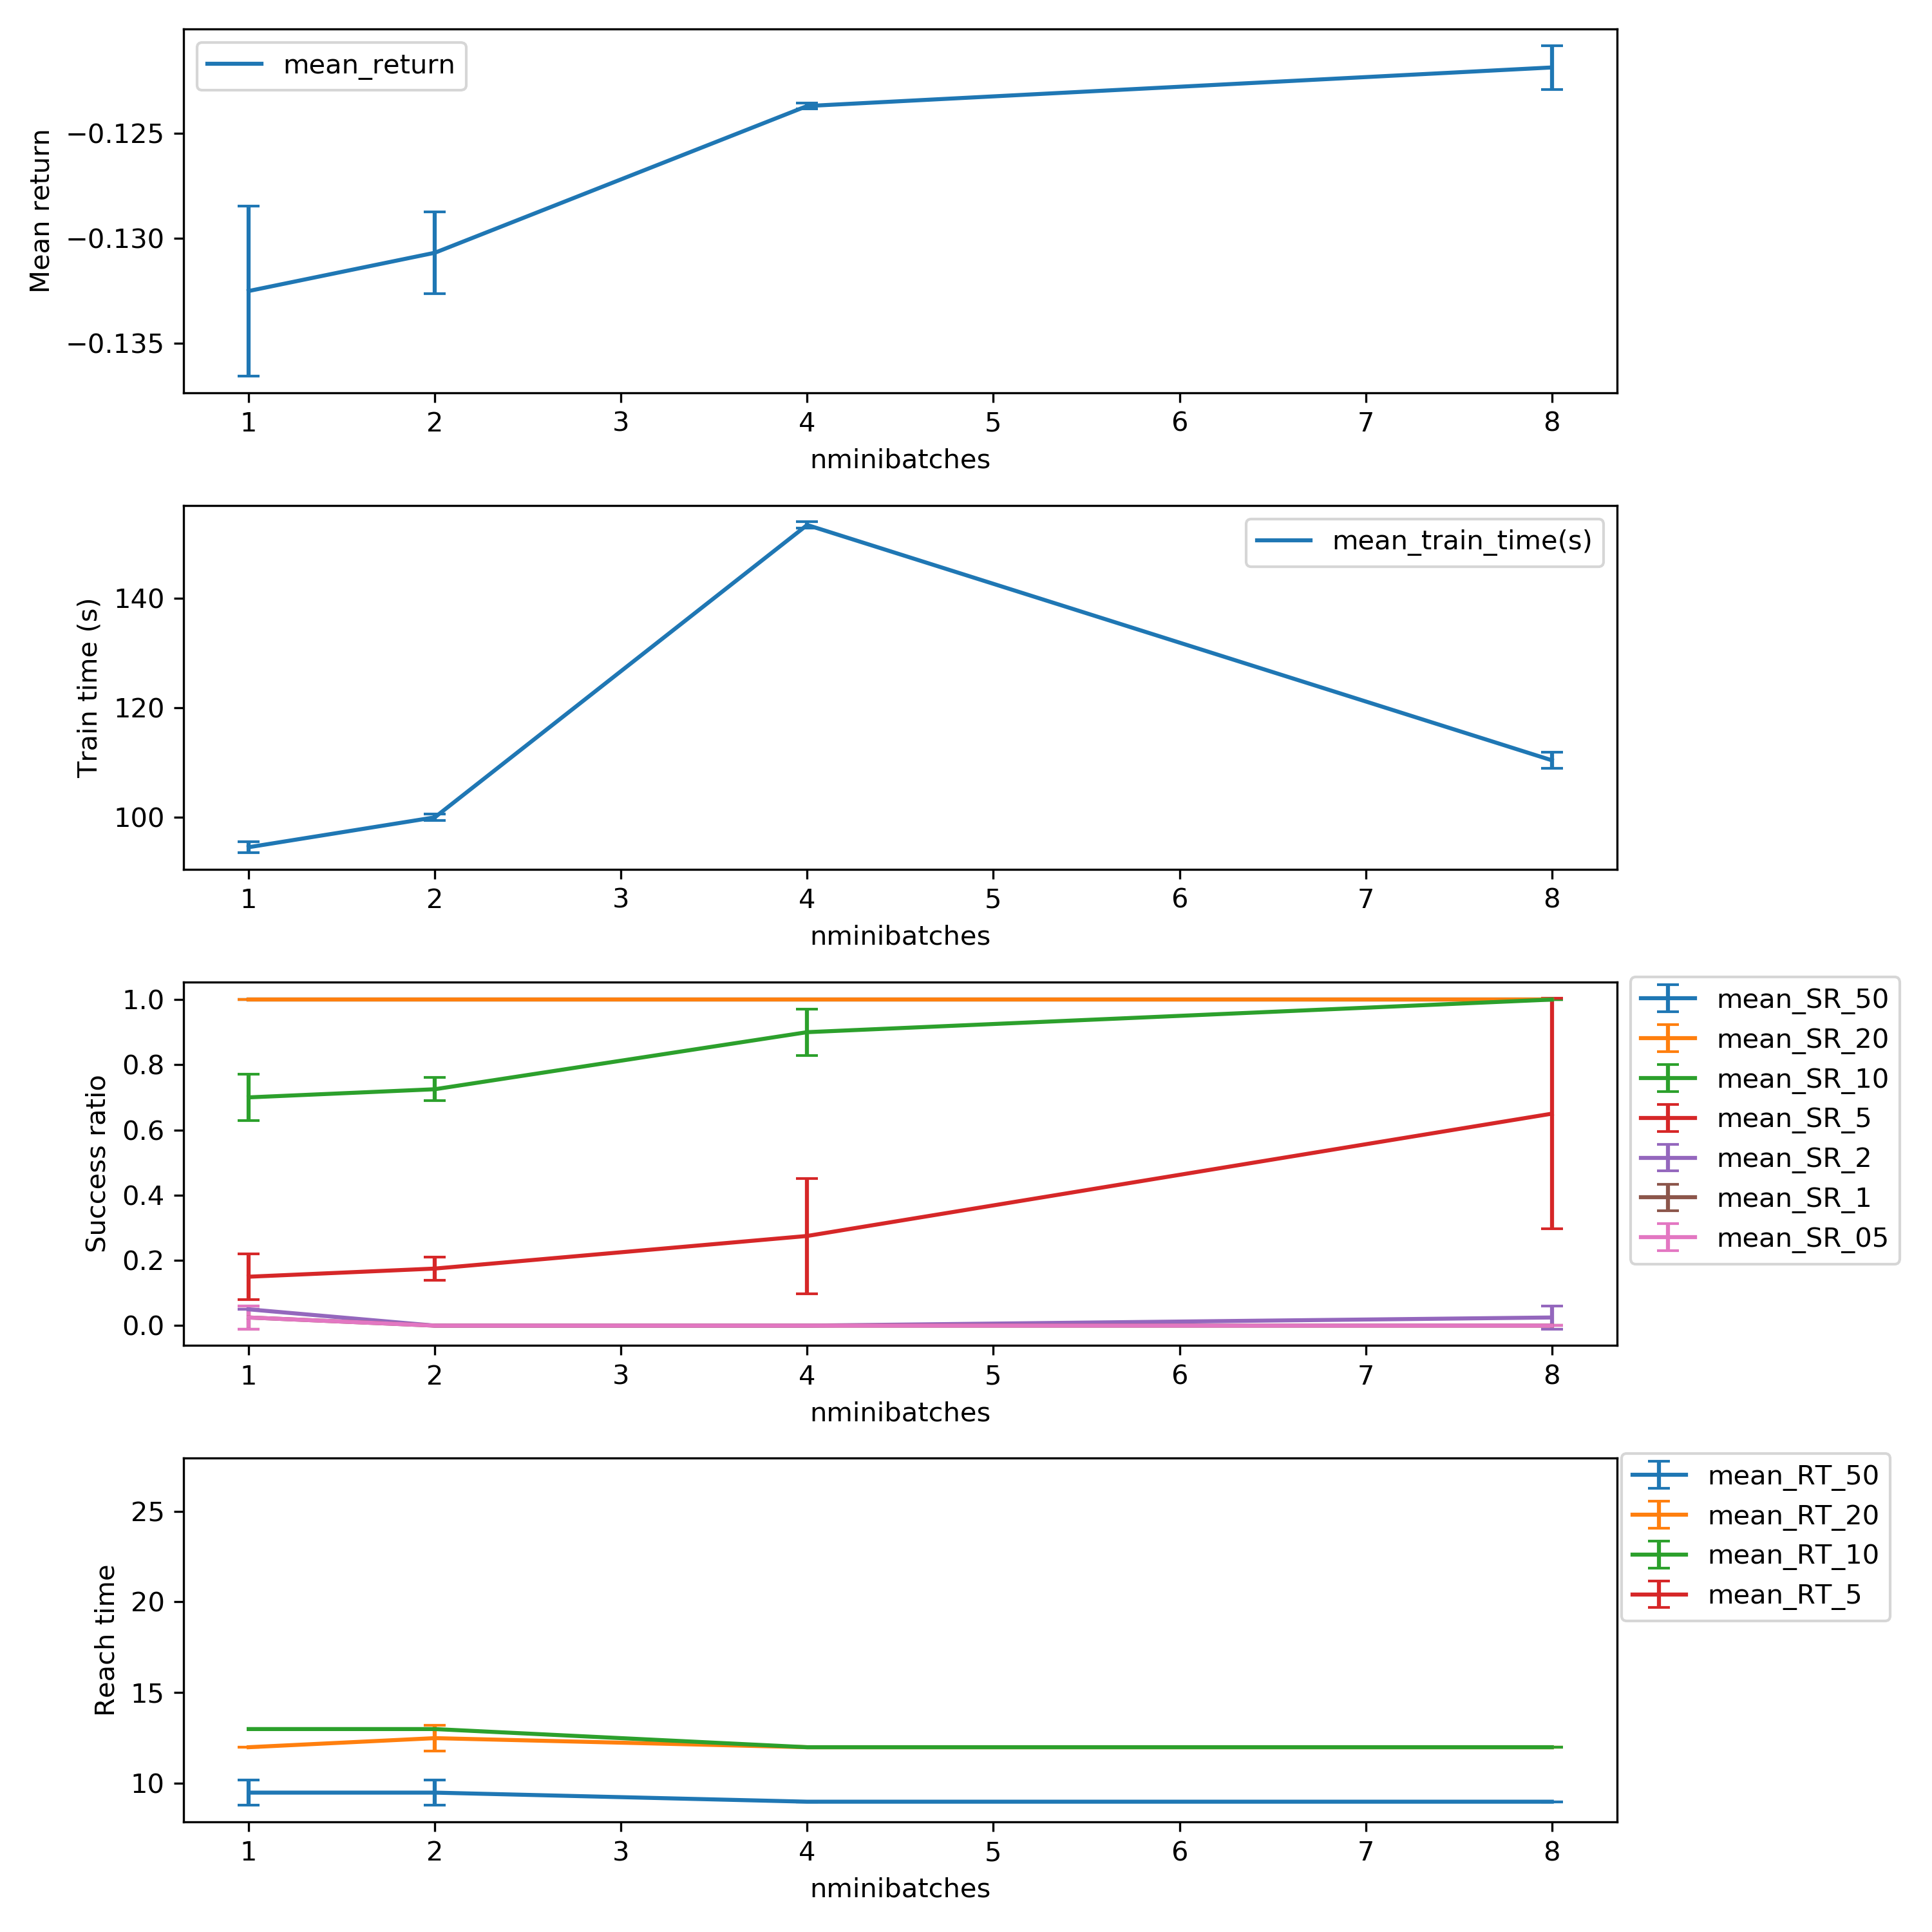 mean_return
−0.125
−0.130
−0.135
Mean return
1 2 3 4 5 6 7 8
nminibatches
mean_train_time(s)
140
120
100
Train time (s)
1 2 3 4 5 6 7 8
nminibatches
1.0
0.8
0.6
0.4
0.2
0.0
Success ratio
1 2 3 4 5 6 7 8
nminibatches
mean_SR_50
mean_SR_20
mean_SR_10
mean_SR_5
mean_SR_2
mean_SR_1
mean_SR_05
25
20
15
10
Reach time
1 2 3 4 5 6 7 8
nminibatches
mean_RT_50
mean_RT_20
mean_RT_10
mean_RT_5